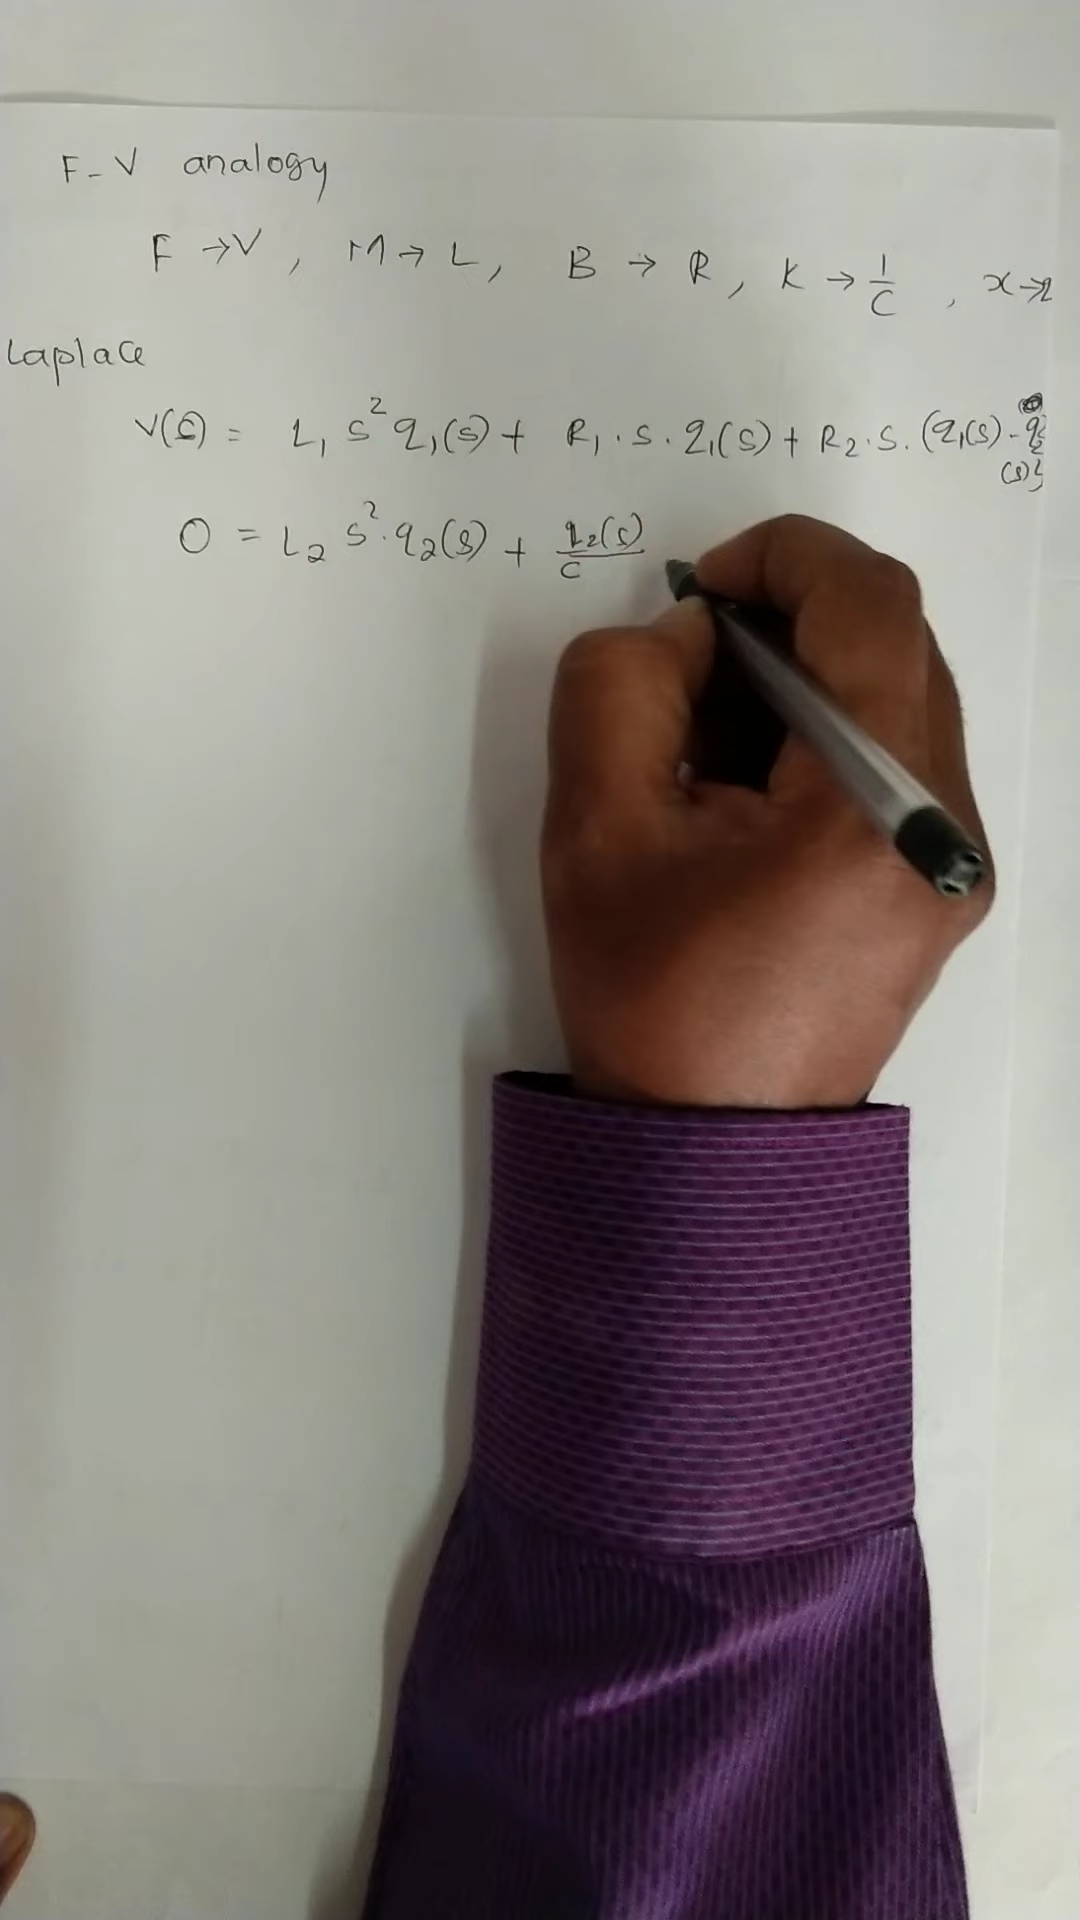 F-V analogy
F →V , M→ L, B → R, K → 1/C , x→q
Laplace
V(s) = L₁ s² q₁(s) + R₁ . s . q₁(s) + R₂ . s . (q₁(s) - q₂
(s)}
0 = L₂ s² . q₂(s) + q₂(s)/C